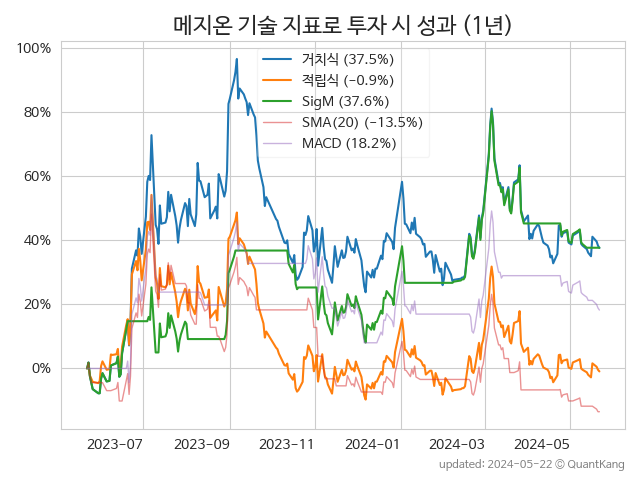 메지온 기술 지표로 투자 시 성과 (1년)
100%
80%
60%
40%
20%
0%
거치식 (37.5%)
적립식 (−0.9%)
SigM (37.6%)
SMA(20) (−13.5%)
MACD (18.2%)
2023-07
2023-09
2023-11
2024-01
2024-03
2024-05
updated: 2024-05-22 © QuantKang